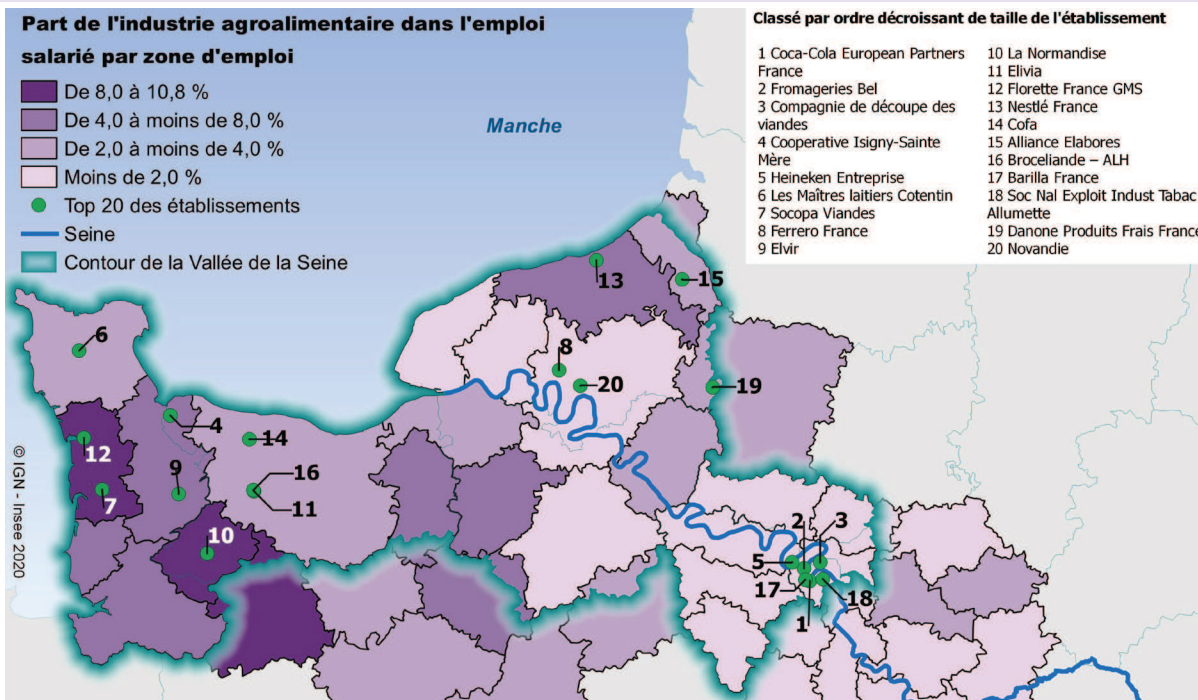 Part de l'industrie agroalimentaire dans l'emploi
salarié par zone d'emploi
De 8,0 à 10,8 %
De 4,0 à moins de 8,0 %
De 2,0 à moins de 4,0 %
Moins de 2,0 %
Top 20 des établissements
Seine
Contour de la Vallée de la Seine
Manche
Classé par ordre décroissant de taille de l'établissement
1 Coca-Cola European Partners
France
2 Fromageries Bel
3 Compagnie de découpe des
viandes
4 Cooperative Isigny-Sainte
Mère
5 Heineken Entreprise
6 Les Maîtres laitiers Cotentin
7 Socopa Viandes
8 Ferrero France
9 Elvir
10 La Normandise
11 Elivia
12 Florette France GMS
13 Nestlé France
14 Cofa
15 Alliance Elabores
16 Broceliande – ALH
17 Barilla France
18 Soc Nal Exploit Indust Tabac
Allumette
19 Danone Produits Frais France
20 Novandie
13
15
6
8
20
19
4
14
12
9
16
7
11
10
2
3
5
17
18
1
© IGN - Insee 2020